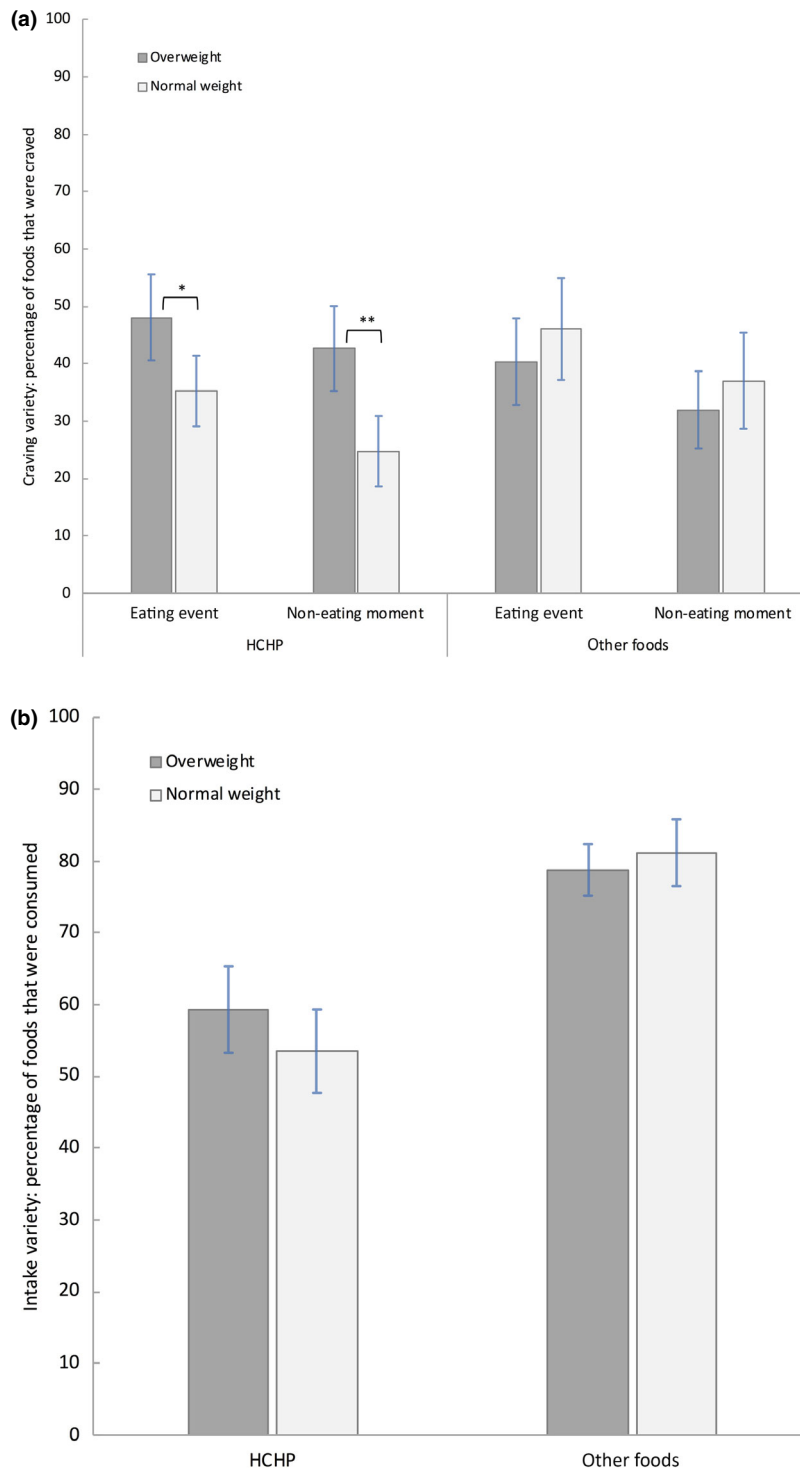 (a)
Craving variety: percentage of foods that were craved
100
90
80
70
60
50
40
30
20
10
0
Overweight
Normal weight
*
**
Eating event Non-eating moment Eating event Non-eating moment
HCHP Other foods
(b)
Intake variety: percentage of foods that were consumed
100
90
80
70
60
50
40
30
20
10
0
Overweight
Normal weight
HCHP Other foods